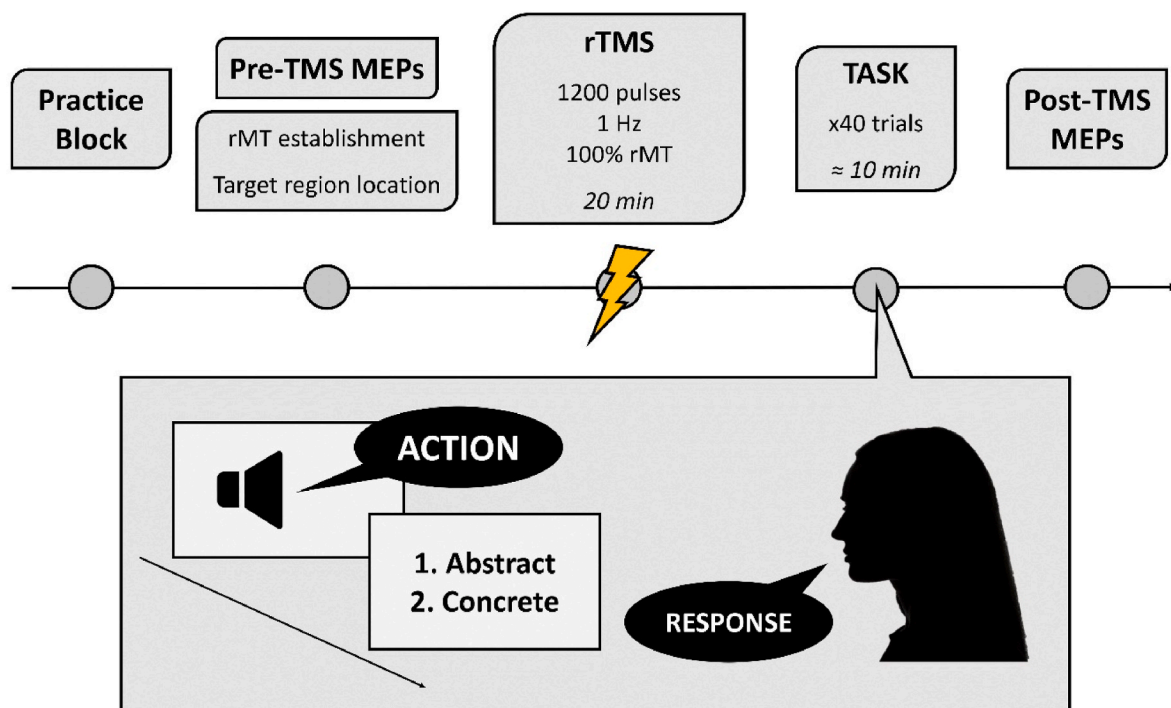 Practice
Block
Pre-TMS MEPs
rMT establishment
Target region location
rTMS
1200 pulses
1 Hz
100% rMT
20 min
TASK
x40 trials
≈ 10 min
Post-TMS
MEPs
ACTION
1. Abstract
2. Concrete
RESPONSE